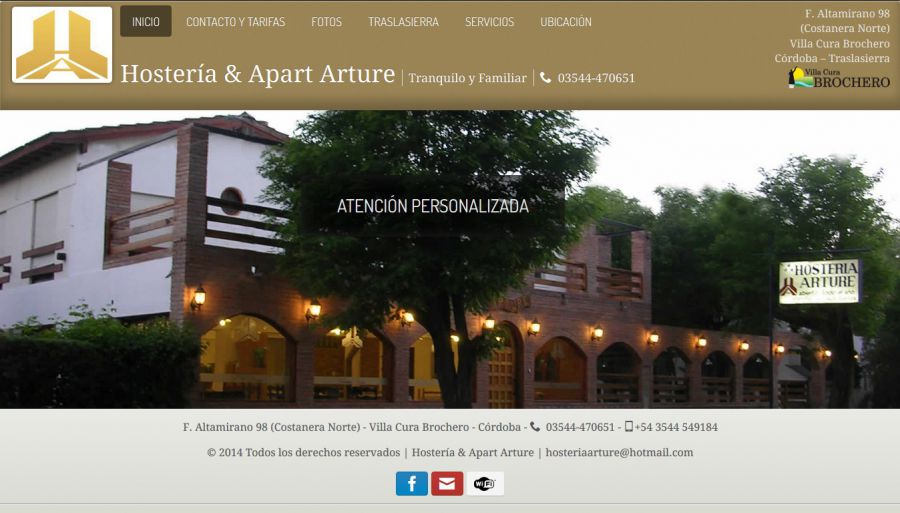 INICIO
CONTACTO Y TARIFAS
FOTOS
TRASLASIERRA
SERVICIOS
UBICACIÓN
F. Altamirano 98
(Costanera Norte)
Villa Cura Brochero
Córdoba – Traslasierra
Villa Cura
BROCHERO
Hostería & Apart Arture | Tranquilo y Familiar | 03544-470651
ATENCIÓN PERSONALIZADA
HOSTERIA
ARTURE
F. Altamirano 98 (Costanera Norte) - Villa Cura Brochero - Córdoba - 03544-470651 - +54 3544 549184
© 2014 Todos los derechos reservados | Hostería & Apart Arture | hosteriaarture@hotmail.com
f
WiFi